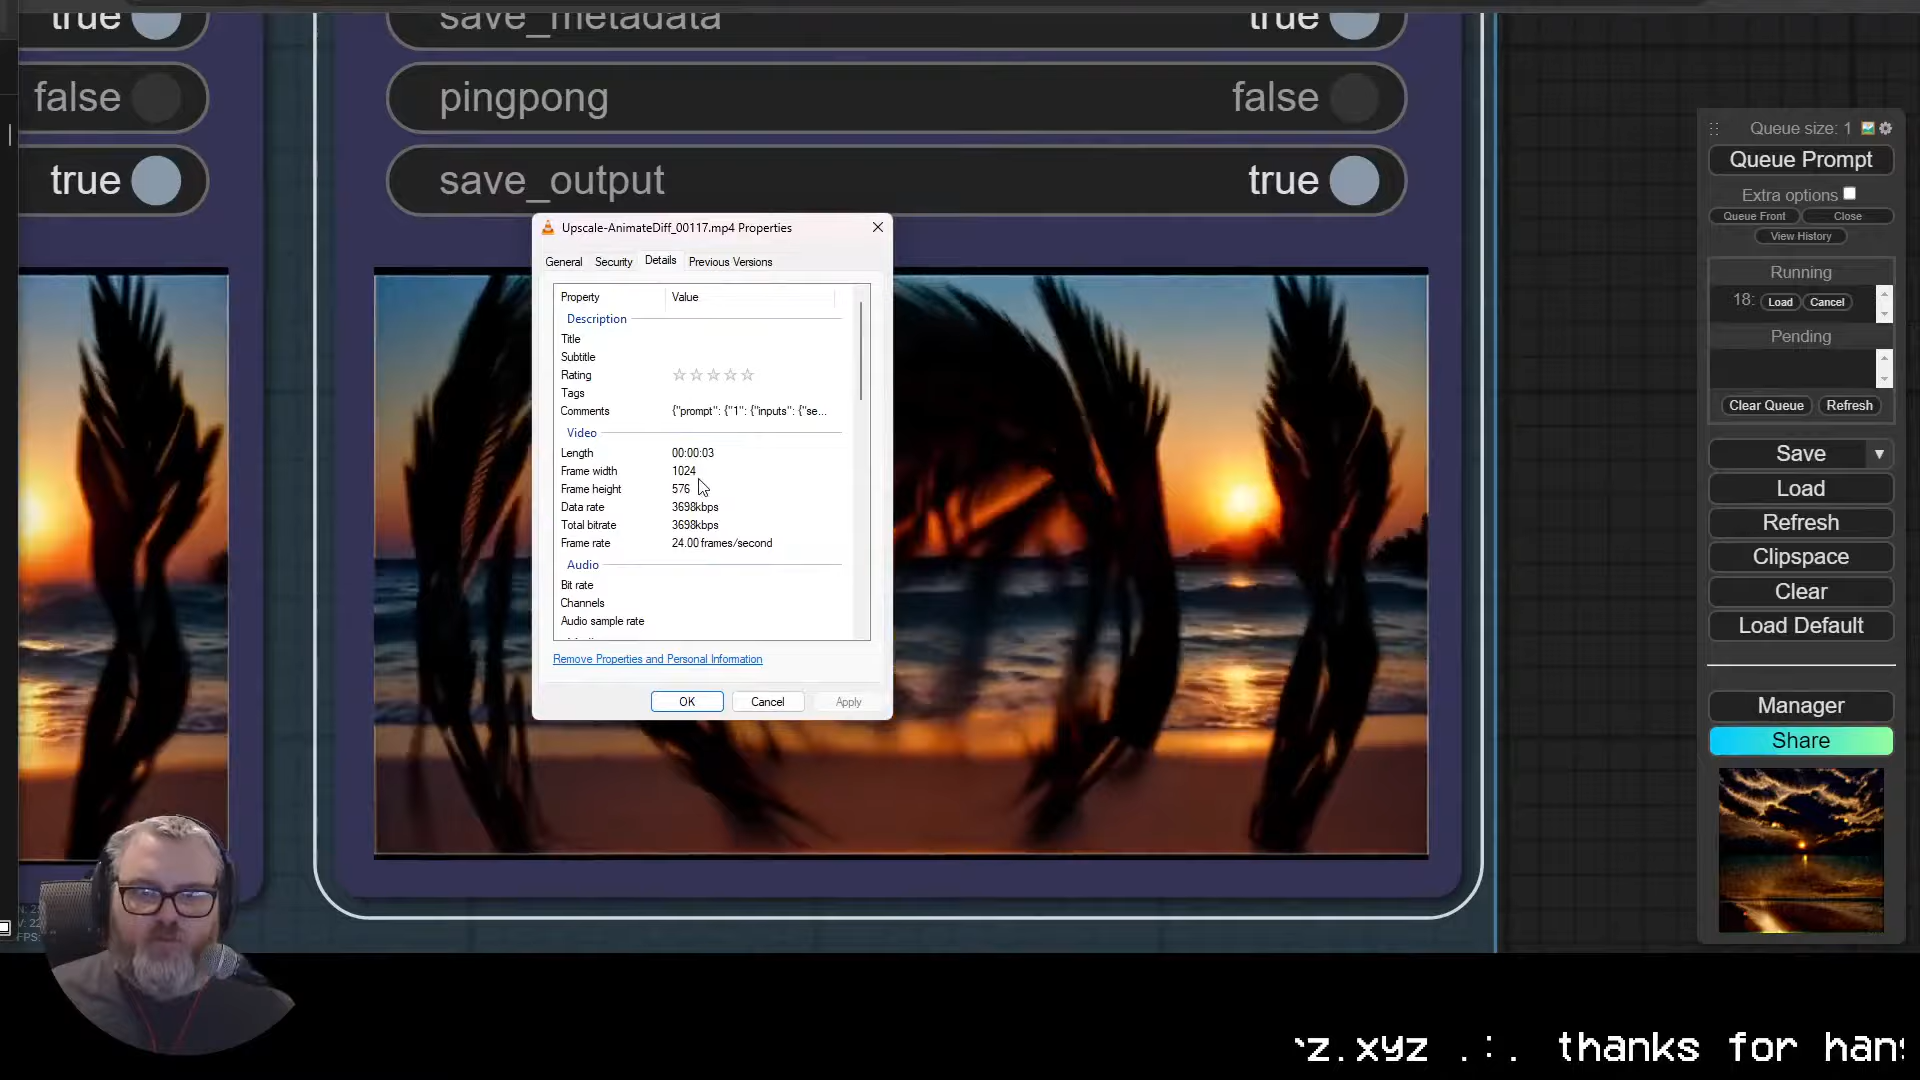 true
save_metadata
true
false
pingpong
false
true
save_output
true
Upscale-AnimateDiff_00117.mp4 Properties
General
Security
Details
Previous Versions
Property
Value
Description
Title
Subtitle
Rating
Tags
Comments
{"prompt": {"1": {"inputs": {"se...
Video
Length
00:00:03
Frame width
1024
Frame height
576
Data rate
3698kbps
Total bitrate
3698kbps
Frame rate
24.00 frames/second
Audio
Bit rate
Channels
Audio sample rate
Remove Properties and Personal Information
OK
Cancel
Apply
Queue size: 1
Queue Prompt
Extra options
Queue Front
Close
View History
Running
18:
Load
Cancel
Pending
Clear Queue
Refresh
Save
Load
Refresh
Clipspace
Clear
Load Default
Manager
Share
FPS:
z.xyz .:. thanks for hang